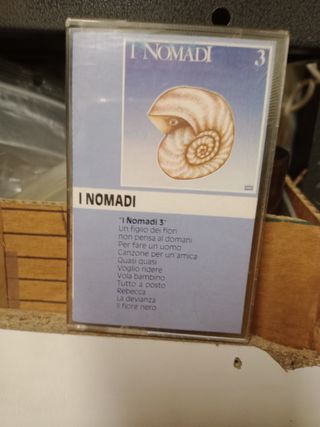 I NOMADI 3
EMI
I NOMADI
"I Nomadi 3"
Un figlio dei fiori
non pensa al domani
Per fare un uomo
Canzone per un'amica
Quasi quasi
Voglio ridere
Vola bambino
Tutto a posto
Rebecca
La devianza
Il fiore nero